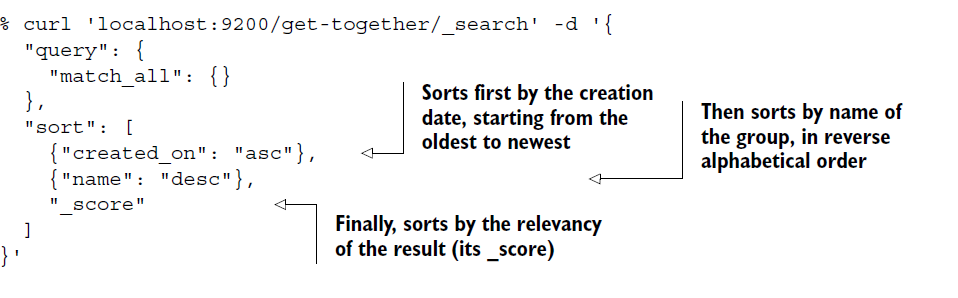 % curl 'localhost:9200/get-together/_search' -d '{
  "query": {
    "match_all": {}
  },
  "sort": [
    {"created_on": "asc"},
    {"name": "desc"},
    "_score"
  ]
}'
Sorts first by the creation
date, starting from the
oldest to newest
Then sorts by name of
the group, in reverse
alphabetical order
Finally, sorts by the relevancy
of the result (its _score)